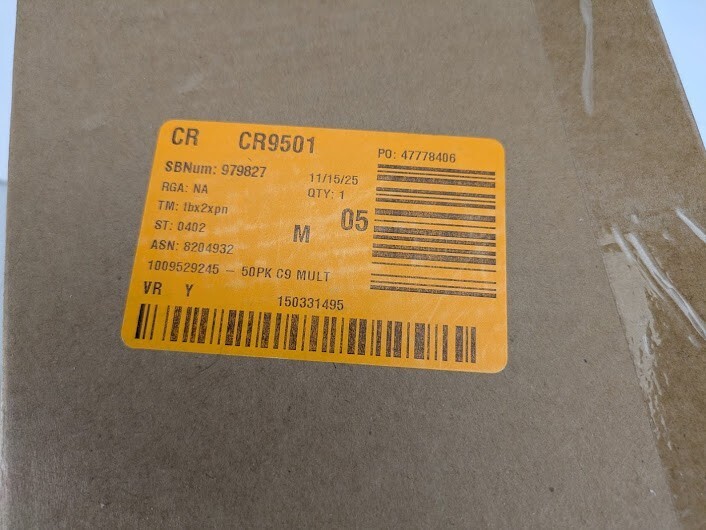 CR CR9501
PO: 47778406
SBNum: 979827
11/15/25
RGA: NA
QTY: 1
TM: tbx2xpn
05
ST: 0402
M
ASN: 8204932
1009529245 - 50PK C9 MULT
VR Y
150331495